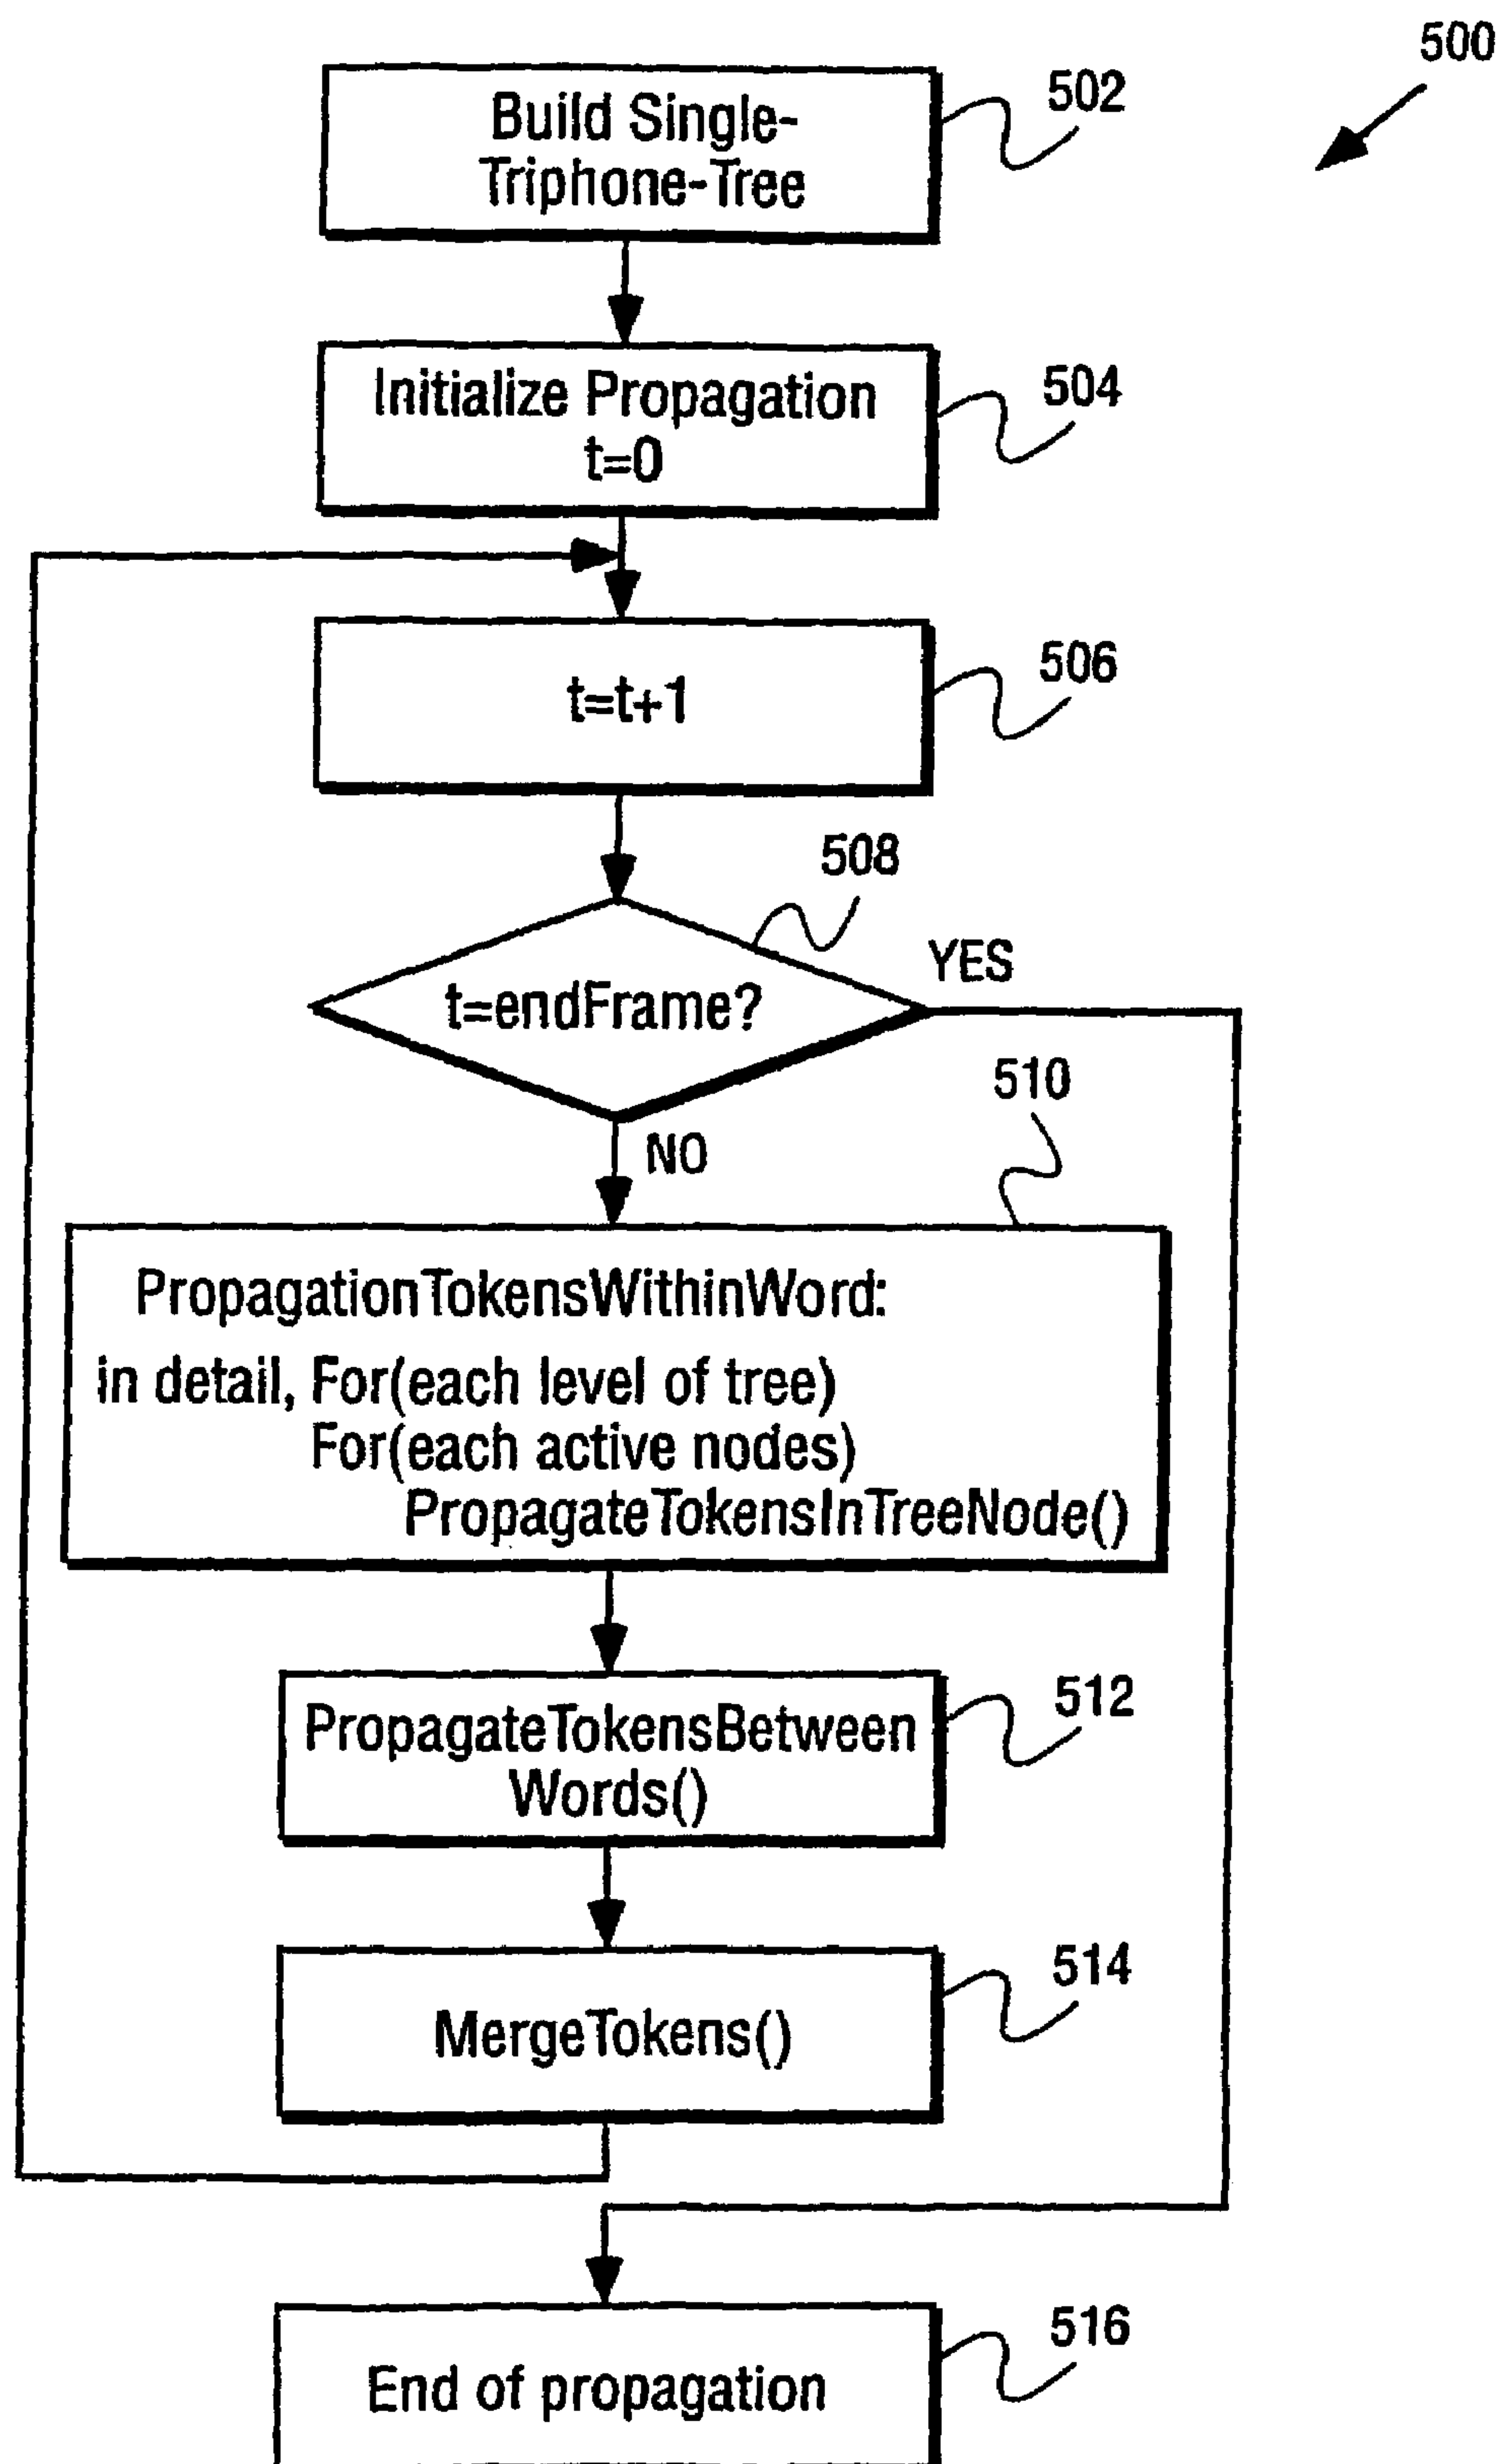 500
Build Single-
Triphone-Tree
502
Initialize Propagation
t=0
504
t=t+1
506
508
t=endFrame?
YES
NO
510
PropagationTokensWithinWord:
in detail, For(each level of tree)
For(each active nodes)
PropagateTokensInTreeNode()
PropagateTokensBetween
Words()
512
MergeTokens()
514
End of propagation
516